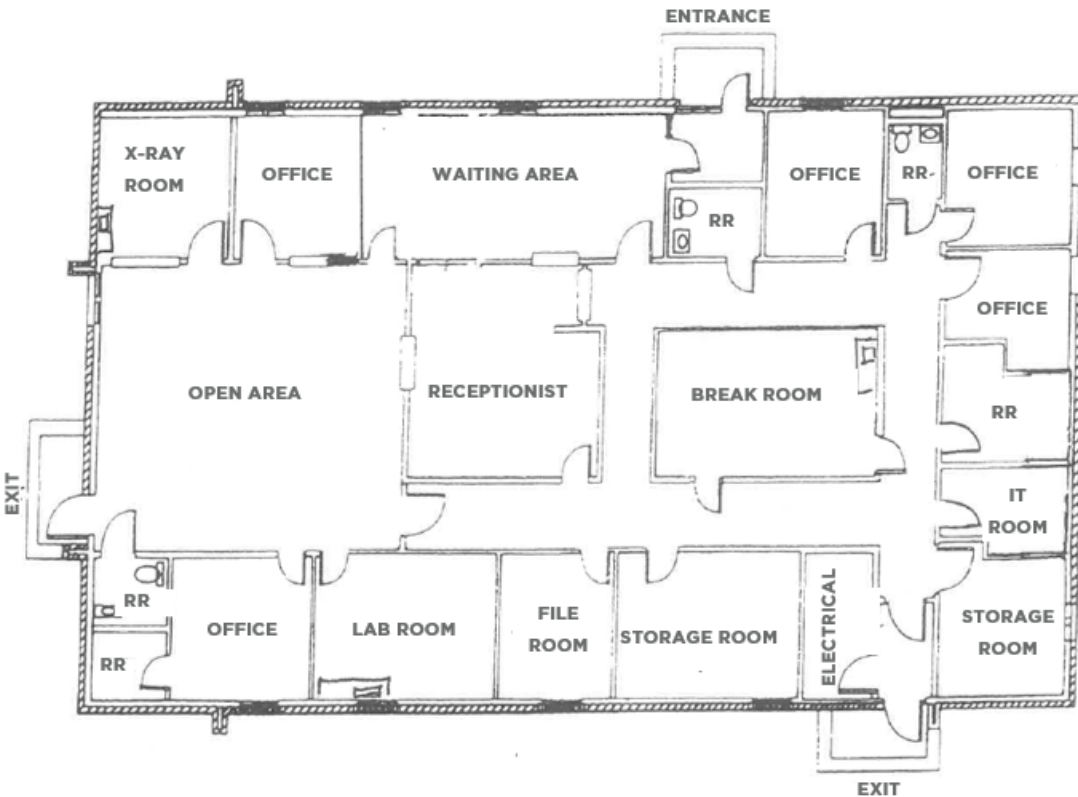 ENTRANCE
X-RAY
ROOM
OFFICE
WAITING AREA
OFFICE
RR
OFFICE
RR
OFFICE
OPEN AREA
RECEPTIONIST
BREAK ROOM
RR
EXIT
IT
ROOM
RR
OFFICE
LAB ROOM
FILE
ROOM
STORAGE ROOM
ELECTRICAL
STORAGE
ROOM
RR
EXIT